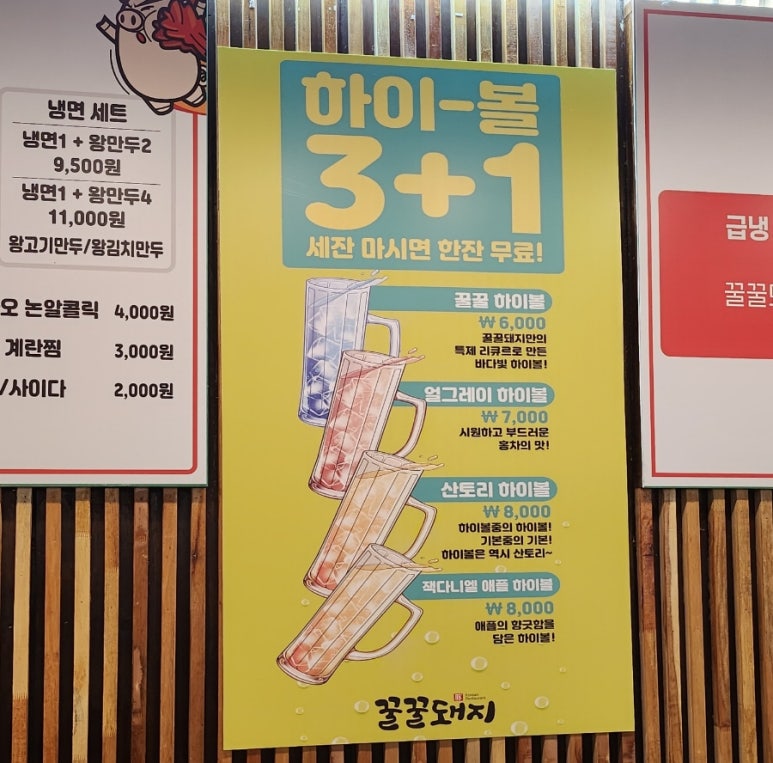 냉면 세트
냉면1 + 왕만두2
9,500원
냉면1 + 왕만두4
11,000원
왕고기만두/왕김치만두
오 논알콜릭 4,000원
계란찜 3,000원
/사이다 2,000원
하이-볼
3+1
세잔 마시면 한잔 무료!
꿀꿀 하이볼
₩ 6,000
꿀꿀돼지만의
특제 리큐르로 만든
바다빛 하이볼!
얼그레이 하이볼
₩ 7,000
시원하고 부드러운
홍차의 맛!
산토리 하이볼
₩ 8,000
하이볼중의 하이볼!
기본중의 기본!
하이볼은 역시 산토리~
잭다니엘 애플 하이볼
₩ 8,000
애플의 향긋함을
담은 하이볼!
Korean
Restaurant
꿀꿀돼지
급냉
꿀꿀